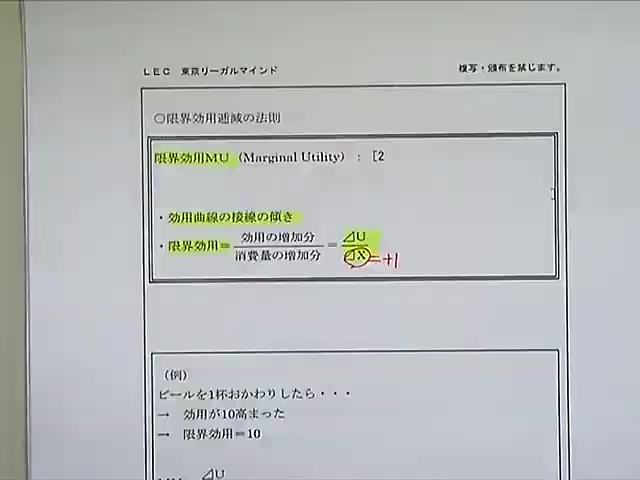 LEC 東京リーガルマインド 複写・頒布を禁じます。
○限界効用逓減の法則
限界効用MU（Marginal Utility）：[2
]
・効用曲線の接線の傾き
・限界効用＝効用の増加分/消費量の増加分＝⊿U/⊿X=+1
（例）
ビールを1杯おかわりしたら・・・
→ 効用が10高まった
→ 限界効用＝10
⊿U